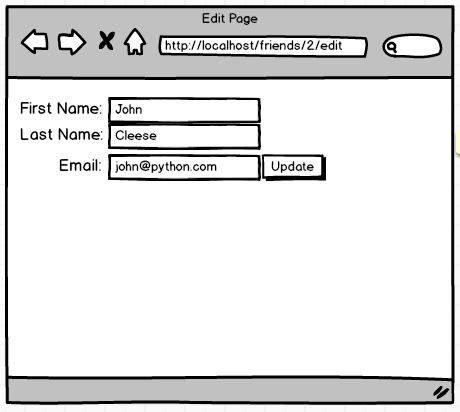 Edit Page
http://localhost/friends/2/edit
First Name: John
Last Name: Cleese
Email: john@python.com Update